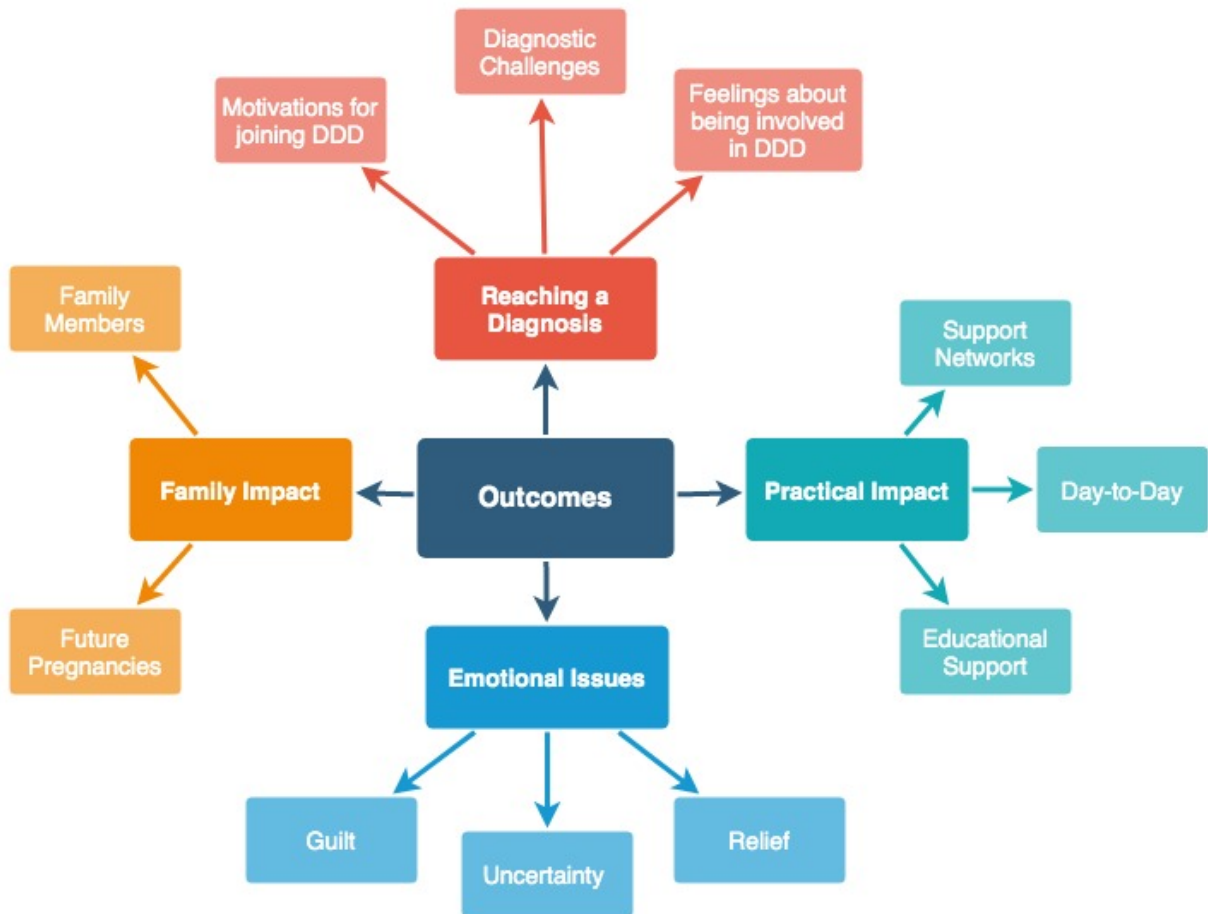 Diagnostic
Challenges
Motivations for
joining DDD
Feelings about
being involved
in DDD
Reaching a
Diagnosis
Family
Members
Support
Networks
Family Impact
Outcomes
Practical Impact
Day-to-Day
Future
Pregnancies
Emotional Issues
Educational
Support
Guilt
Uncertainty
Relief